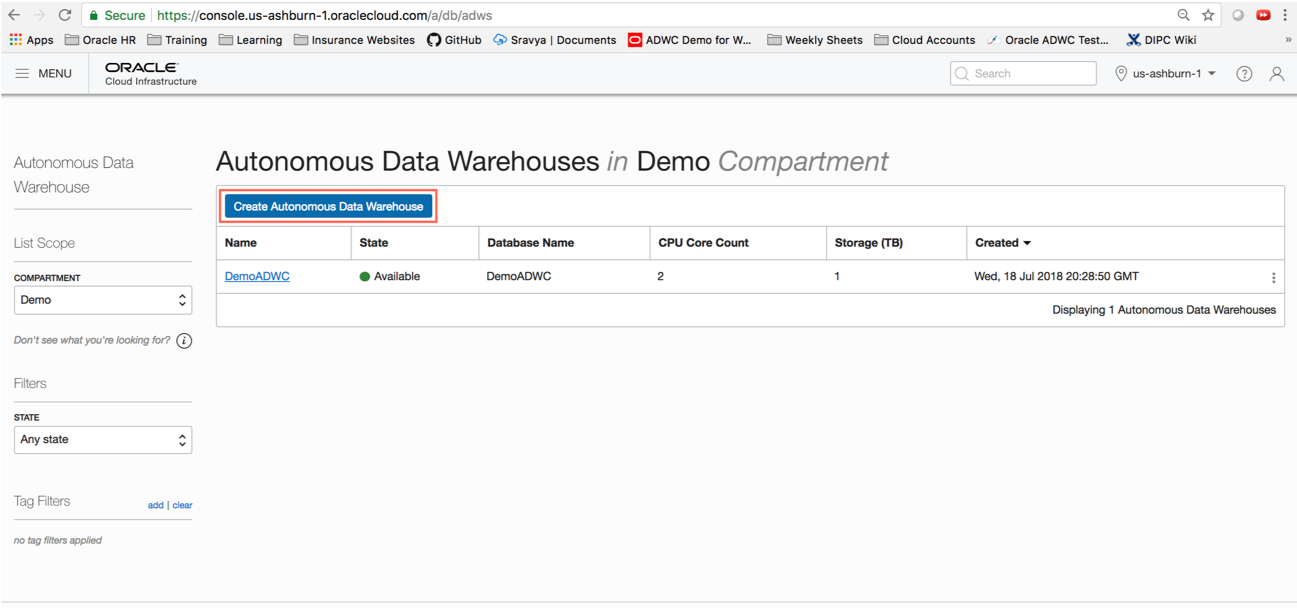 Secure https://console.us-ashburn-1.oraclecloud.com/a/db/adws
Apps Oracle HR Training Learning Insurance Websites GitHub Sravya | Documents ADWC Demo for W... Weekly Sheets Cloud Accounts Oracle ADWC Test... DIPC Wiki »
MENU ORACLE Cloud Infrastructure Search us-ashburn-1
Autonomous Data Warehouse
List Scope
COMPARTMENT
Demo
Don't see what you're looking for?
Filters
STATE
Any state
Tag Filters add | clear
no tag filters applied
Autonomous Data Warehouses in Demo Compartment
Create Autonomous Data Warehouse
Name State Database Name CPU Core Count Storage (TB) Created
DemoADWC Available DemoADWC 2 1 Wed, 18 Jul 2018 20:28:50 GMT
Displaying 1 Autonomous Data Warehouses